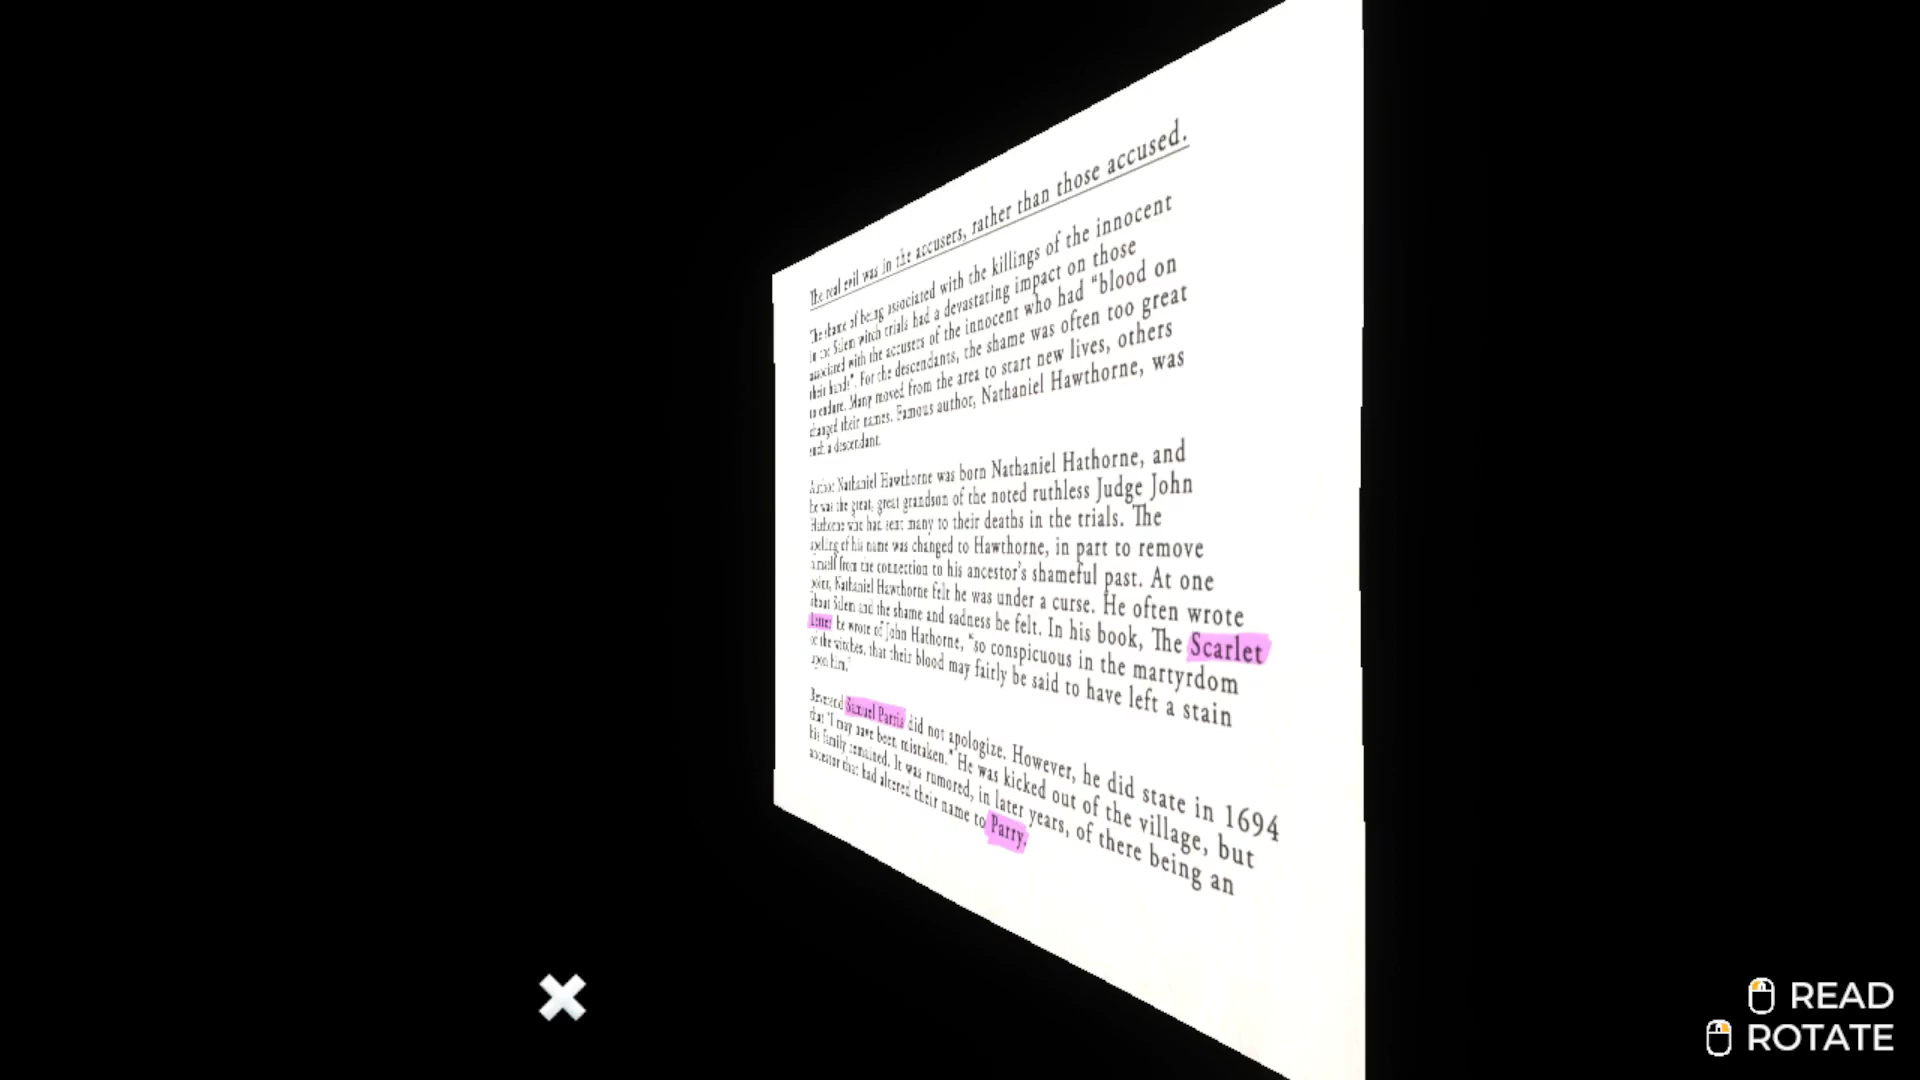 The real evil was in the accusers, rather than those accused.
The shame of being associated with the killings of the innocent
in the Salem witch trials had a devastating impact on those
associated with the accusers of the innocent who had "blood on
their hands". For the descendants, the shame was often too great
to endure. Many moved from the area to start new lives, others
changed their names. Famous author, Nathaniel Hawthorne, was
such a descendant.
Author Nathaniel Hawthorne was born Nathaniel Hathorne, and
he was the great, great grandson of the noted ruthless Judge John
Hathorne who had sent many to their deaths in the trials. The
spelling of his name was changed to Hawthorne, in part to remove
himself from the connection to his ancestor's shameful past. At one
point, Nathaniel Hawthorne felt he was under a curse. He often wrote
about Salem and the shame and sadness he felt. In his book, The Scarlet
Letter he wrote of John Hathorne, "so conspicuous in the martyrdom
of the witches, that their blood may fairly be said to have left a stain
upon him."
Reverend Samuel Parris did not apologize. However, he did state in 1694
that "I may have been mistaken." He was kicked out of the village, but
his family remained. It was rumored, in later years, of there being an
ancestor that had altered their name to Parry.
READ
ROTATE